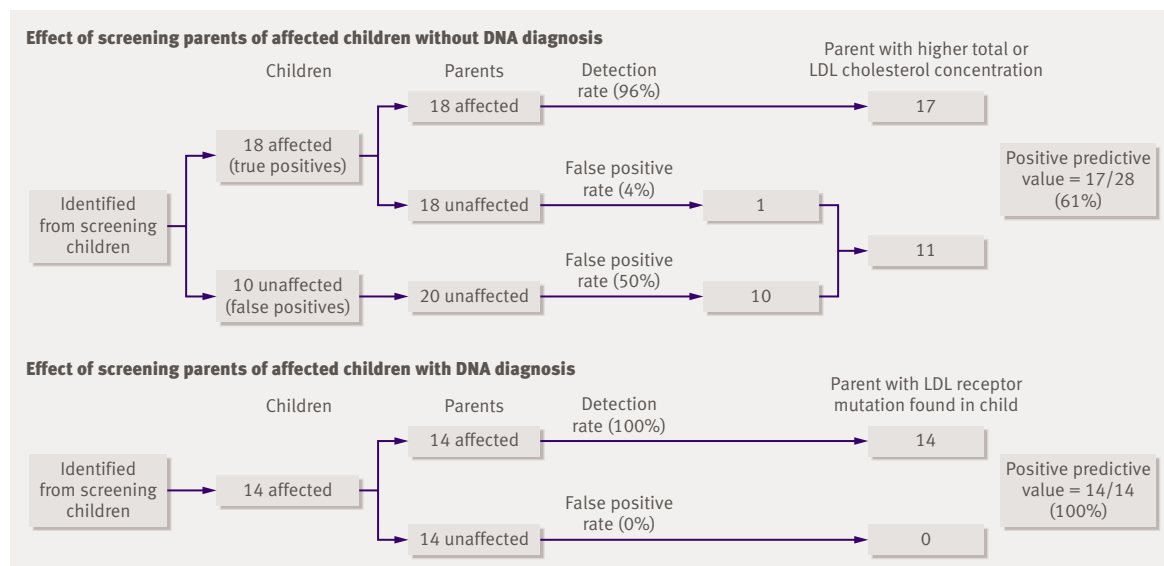 Effect of screening parents of affected children without DNA diagnosis
Children
Parents
Detection
rate (96%)
Parent with higher total or
LDL cholesterol concentration
18 affected
17
18 affected
(true positives)
Positive predictive
value = 17/28
(61%)
False positive
rate (4%)
Identified
from screening
children
18 unaffected
1
11
False positive
rate (50%)
10 unaffected
(false positives)
20 unaffected
10
Effect of screening parents of affected children with DNA diagnosis
Children
Parents
Detection
rate (100%)
Parent with LDL receptor
mutation found in child
14 affected
14
Identified
from screening
children
14 affected
Positive predictive
value = 14/14
(100%)
False positive
rate (0%)
14 unaffected
0